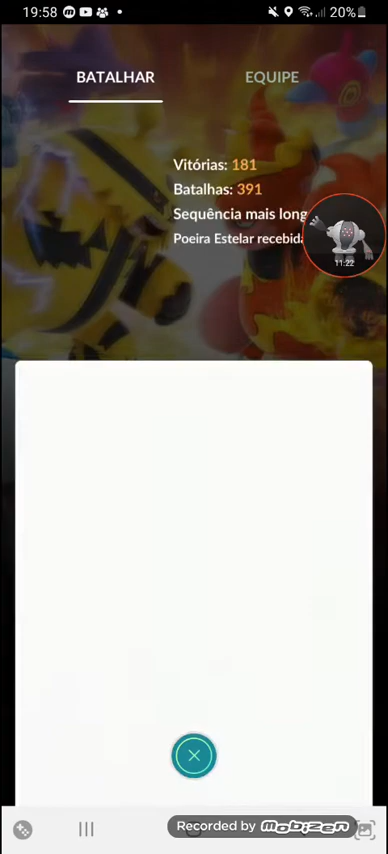 19:58
20%
BATALHAR
EQUIPE
Vitórias: 181
Batalhas: 391
Sequência mais long
Poeira Estelar recebida
11:22
Recorded by Mobizen